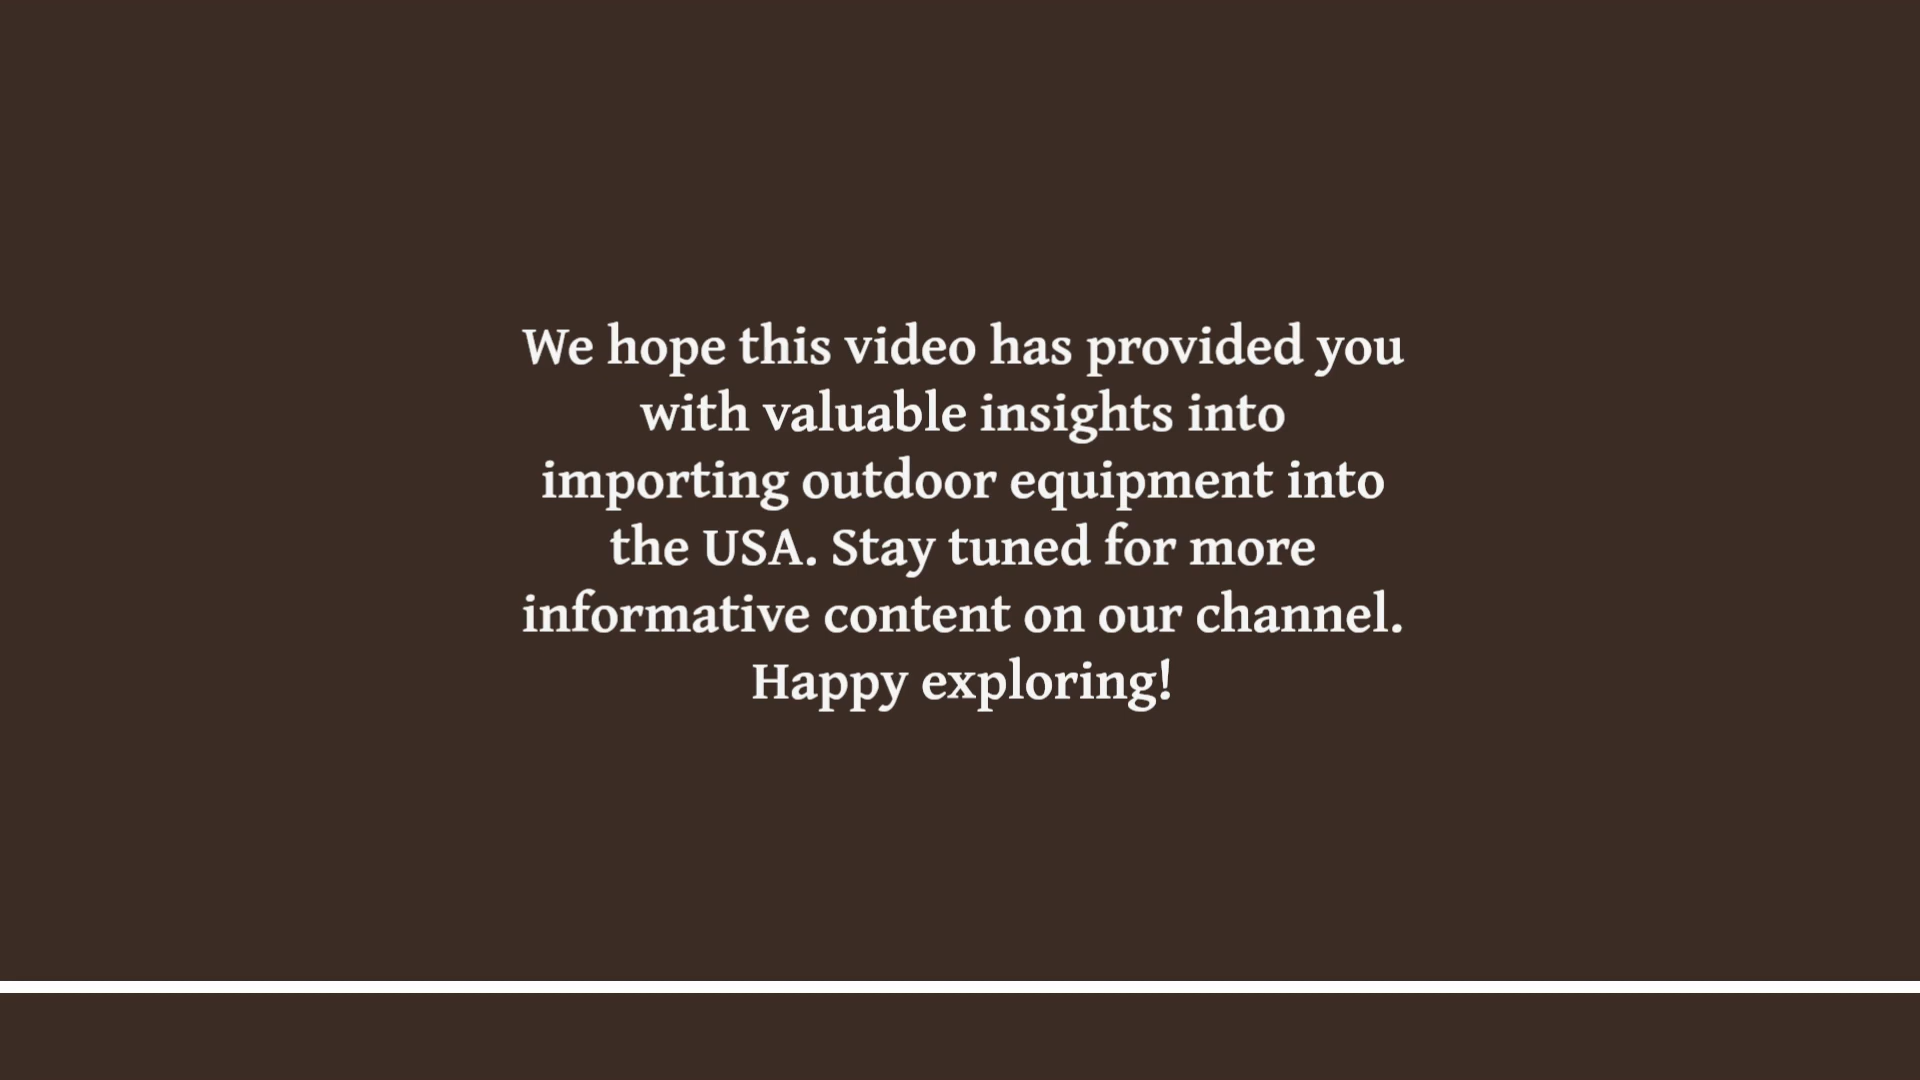 We hope this video has provided you
with valuable insights into
importing outdoor equipment into
the USA. Stay tuned for more
informative content on our channel.
Happy exploring!